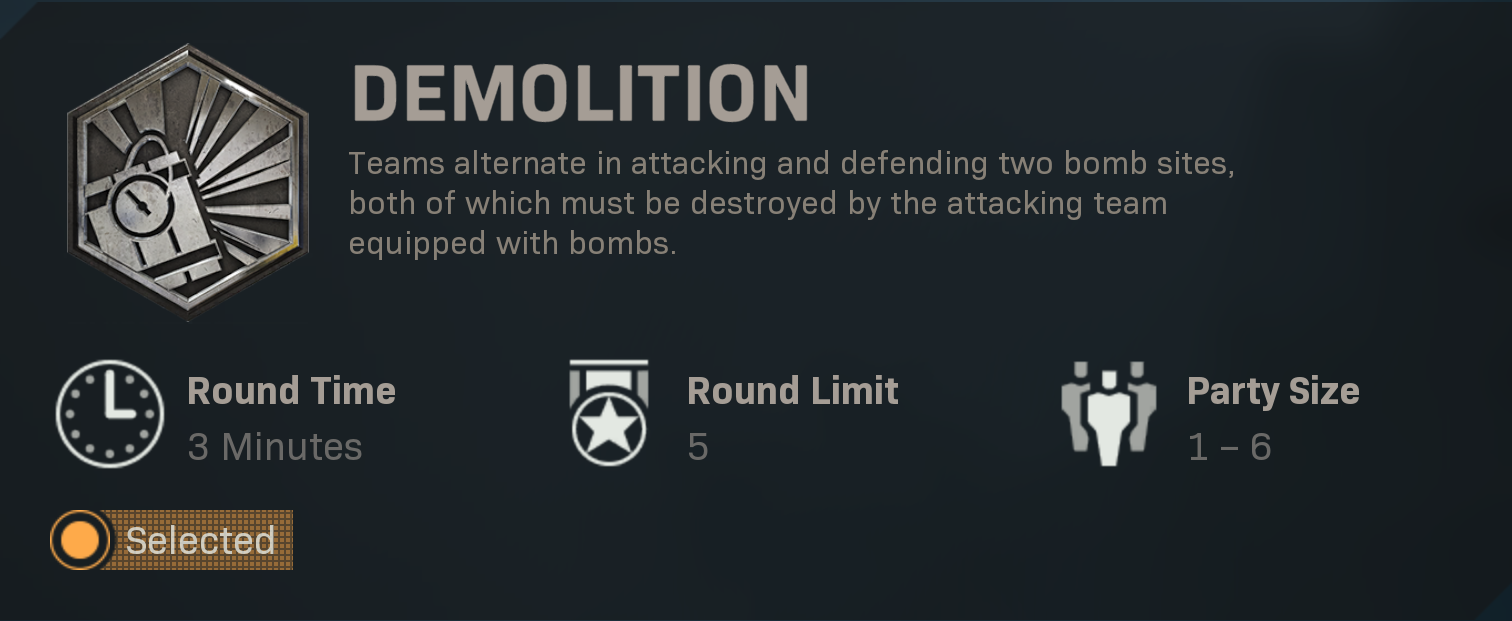 DEMOLITION
Teams alternate in attacking and defending two bomb sites,
both of which must be destroyed by the attacking team
equipped with bombs.
Round Time
3 Minutes
Round Limit
5
Party Size
1 – 6
Selected